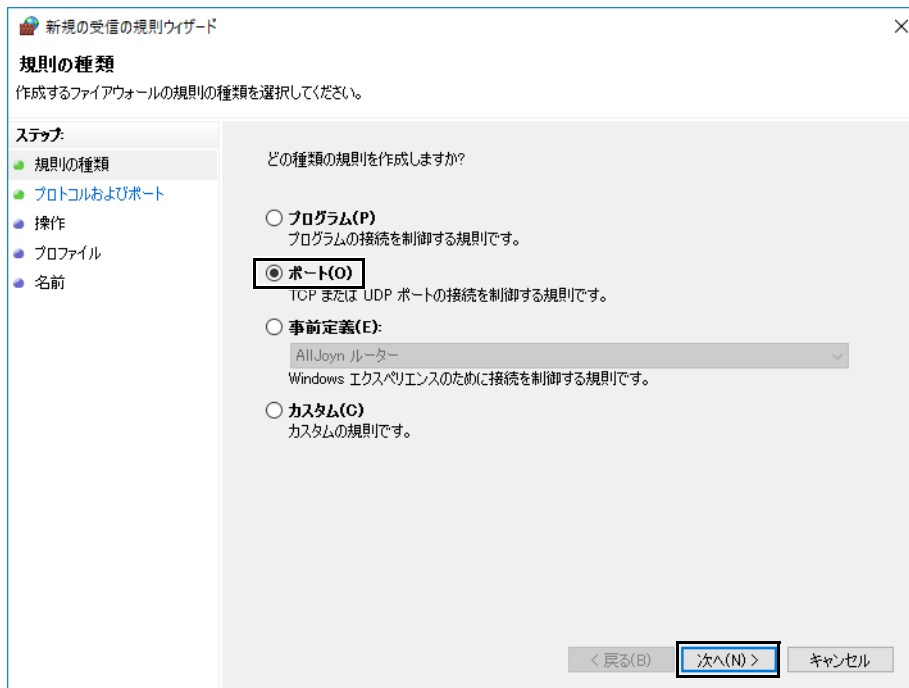 新規の受信の規則ウィザード
規則の種類
作成するファイアウォールの規則の種類を選択してください。
ステップ:
規則の種類
プロトコルおよびポート
操作
プロファイル
名前
どの種類の規則を作成しますか?
プログラム(P)
プログラムの接続を制御する規則です。
ポート(O)
TCP または UDP ポートの接続を制御する規則です。
事前定義(E):
AllJoyn ルーター
Windows エクスペリエンスのために接続を制御する規則です。
カスタム(C)
カスタムの規則です。
< 戻る(B)
次へ(N) >
キャンセル